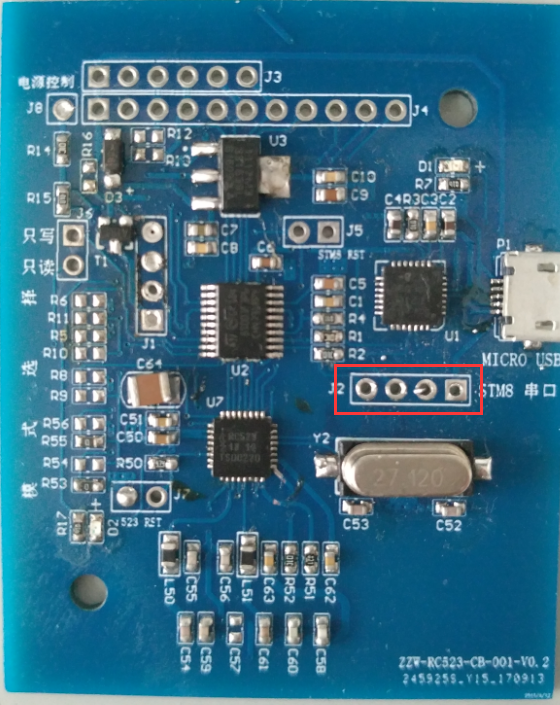 电源控制
J3
J8
J4
R12
R13
R16
R14
U3
D1
R7
C10
C9
D3
R15
J6
C4 R3 C3 C2
只写
只读
T1
C7
C8
J5
STM8 RST
P1
C6
J1
C5
C1
R4
R1
R2
U1
U2
MICRO USB
择
选
式
模
R6
R11
R5
R10
R8
R9
C64
J2
STM8 串口
U7
RC523
C51
C50
R56
R55
R54
R53
R50
Y2
27.120
J7
523 RST
R17
D2
C53
C52
L50
C55
C56
L51
C63
R52
R51
C62
C54
C59
C57
C61
C60
C58
ZZW-RC523-CB-001-V0.2
2459259_Y15_170913